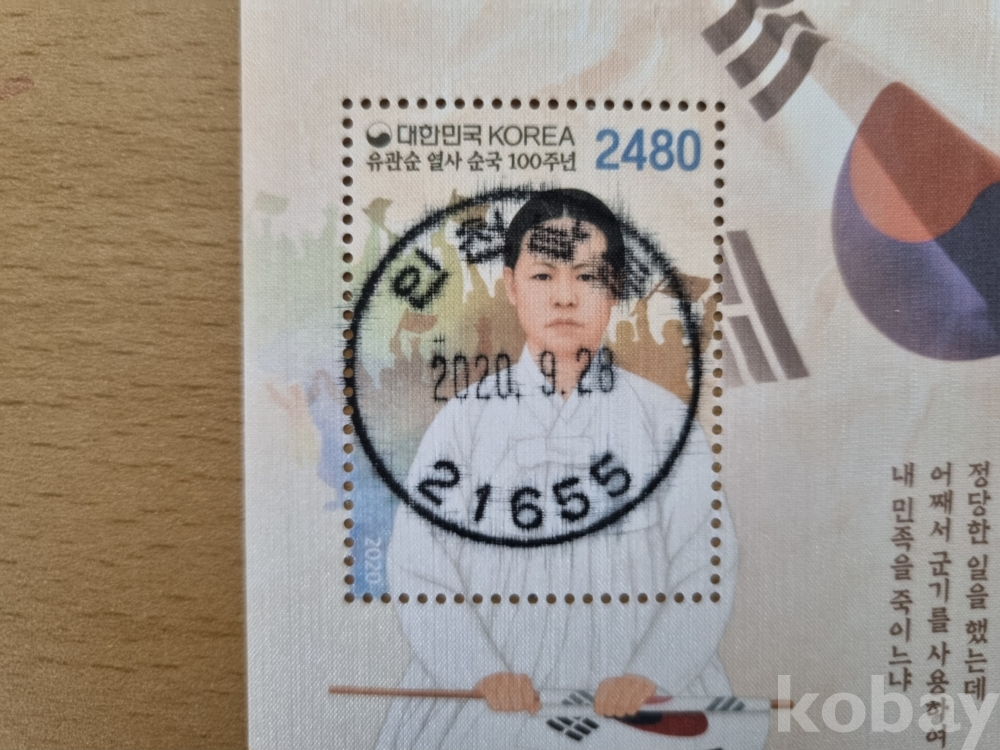 대한민국 KOREA
2480
유관순 열사 순국 100주년
인천
2020. 9. 28
21655
2020
정당한 일을 했는데
어째서 군기를 사용하여
내 민족을 죽이느냐
kobay